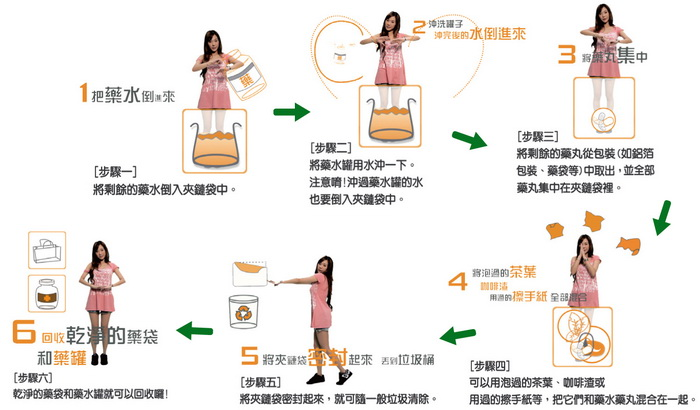 1 把藥水倒進來
藥
[步驟一]
將剩餘的藥水倒入夾鏈袋中。
2 沖洗罐子
沖完後的水倒進來
[步驟二]
將藥水罐用水沖一下。
注意唷!沖過藥水罐的水
也要倒入夾鏈袋中。
3 將藥丸集中
[步驟三]
將剩餘的藥丸從包裝(如鋁箔
包裝、藥袋等)中取出,並全部
藥丸集中在夾鏈袋裡。
4 將泡過的茶葉
咖啡渣
用過的擦手紙 全部混合
[步驟四]
可以用泡過的茶葉、咖啡渣或
用過的擦手紙等,把它們和藥水藥丸混合在一起。
5 將夾鏈袋密封起來 丟到垃圾桶
[步驟五]
將夾鏈袋密封起來,就可隨一般垃圾清除。
6 回收乾淨的藥袋
和藥罐
[步驟六]
乾淨的藥袋和藥水罐就可以回收囉!